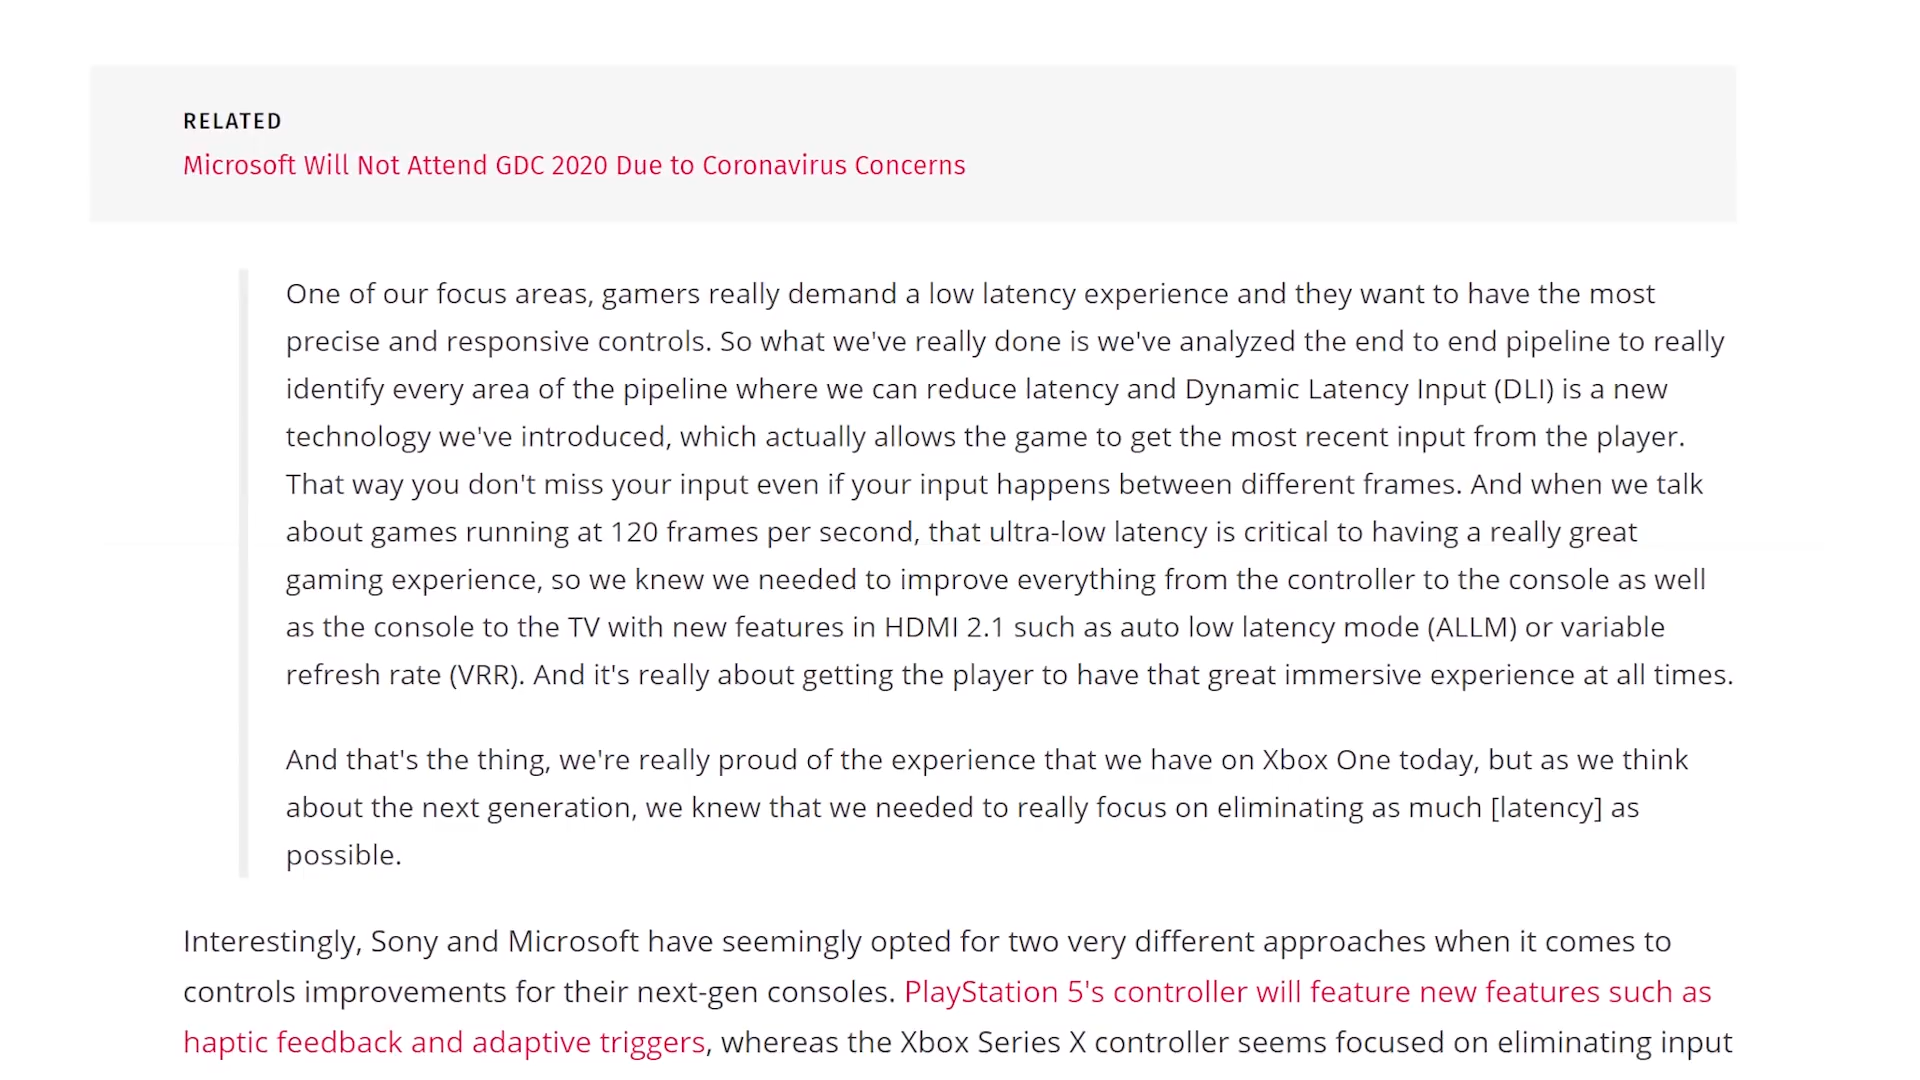 RELATED
Microsoft Will Not Attend GDC 2020 Due to Coronavirus Concerns
One of our focus areas, gamers really demand a low latency experience and they want to have the most
precise and responsive controls. So what we've really done is we've analyzed the end to end pipeline to really
identify every area of the pipeline where we can reduce latency and Dynamic Latency Input (DLI) is a new
technology we've introduced, which actually allows the game to get the most recent input from the player.
That way you don't miss your input even if your input happens between different frames. And when we talk
about games running at 120 frames per second, that ultra-low latency is critical to having a really great
gaming experience, so we knew we needed to improve everything from the controller to the console as well
as the console to the TV with new features in HDMI 2.1 such as auto low latency mode (ALLM) or variable
refresh rate (VRR). And it's really about getting the player to have that great immersive experience at all times.
And that's the thing, we're really proud of the experience that we have on Xbox One today, but as we think
about the next generation, we knew that we needed to really focus on eliminating as much [latency] as
possible.
Interestingly, Sony and Microsoft have seemingly opted for two very different approaches when it comes to
controls improvements for their next-gen consoles. PlayStation 5's controller will feature new features such as
haptic feedback and adaptive triggers, whereas the Xbox Series X controller seems focused on eliminating input